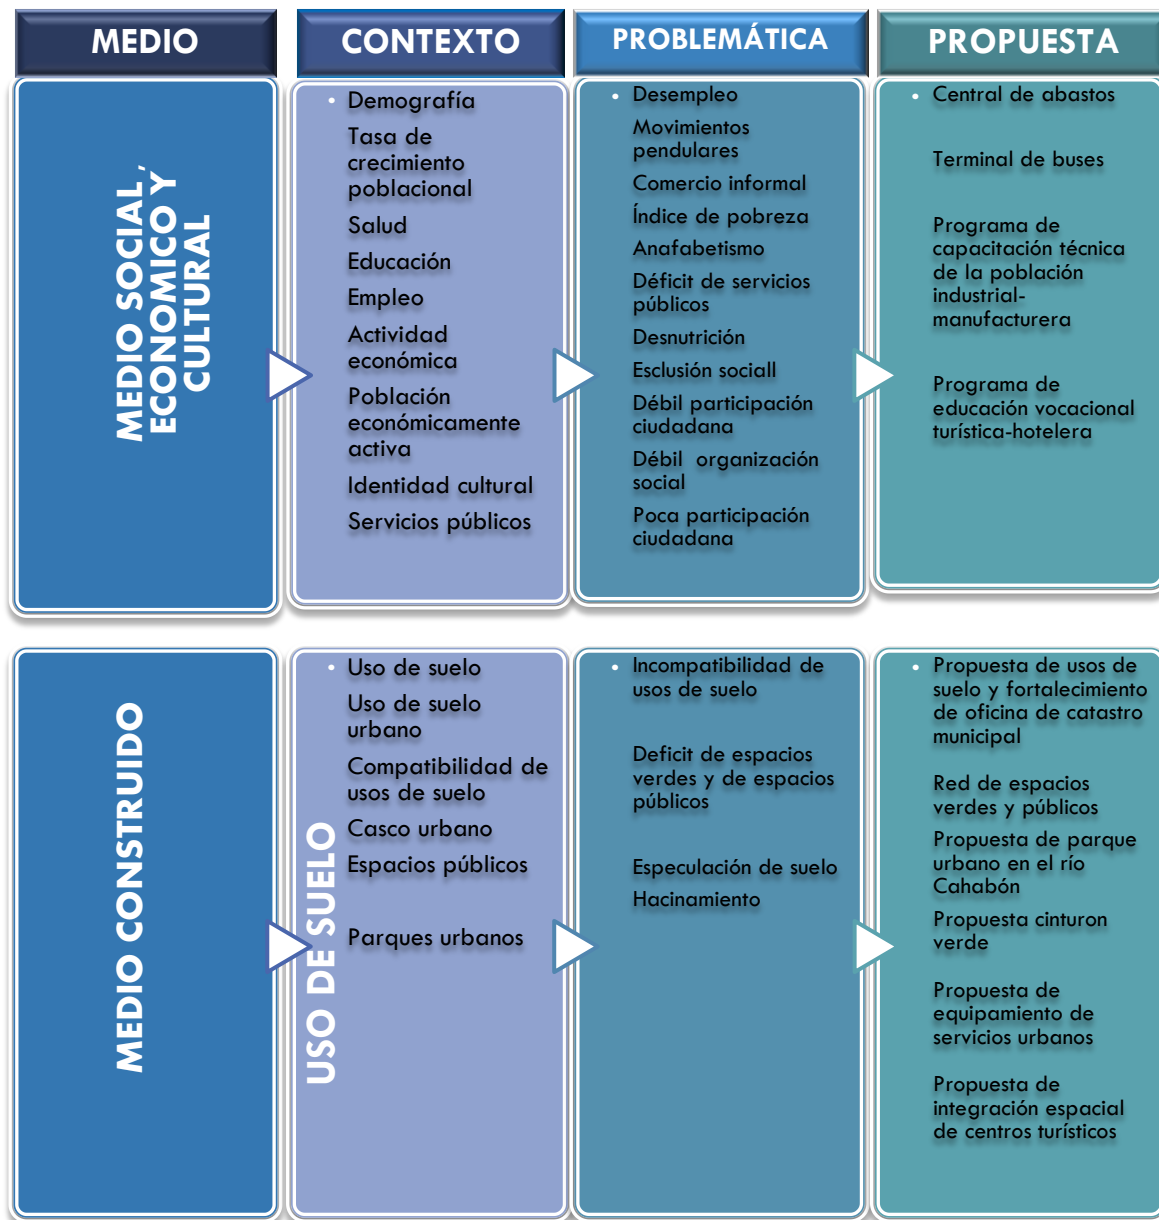 MEDIO
CONTEXTO
PROBLEMÁTICA
PROPUESTA
MEDIO SOCIAL,
ECONOMICO Y
CULTURAL
• Demografía
Tasa de
crecimiento
poblacional
Salud
Educación
Empleo
Actividad
económica
Población
económicamente
activa
Identidad cultural
Servicios públicos
• Desempleo
Movimientos
pendulares
Comercio informal
Índice de pobreza
Anafabetismo
Déficit de servicios
públicos
Desnutrición
Esclusión sociall
Débil participación
ciudadana
Débil organización
social
Poca participación
ciudadana
• Central de abastos
Terminal de buses
Programa de
capacitación técnica
de la población
industrial-
manufacturera
Programa de
educación vocacional
turística-hotelera
MEDIO CONSTRUIDO
USO DE SUELO
• Uso de suelo
Uso de suelo
urbano
Compatibilidad de
usos de suelo
Casco urbano
Espacios públicos
Parques urbanos
• Incompatibilidad de
usos de suelo
Deficit de espacios
verdes y de espacios
públicos
Especulación de suelo
Hacinamiento
• Propuesta de usos de
suelo y fortalecimiento
de oficina de catastro
municipal
Red de espacios
verdes y públicos
Propuesta de parque
urbano en el río
Cahabón
Propuesta cinturon
verde
Propuesta de
equipamiento de
servicios urbanos
Propuesta de
integración espacial
de centros turísticos